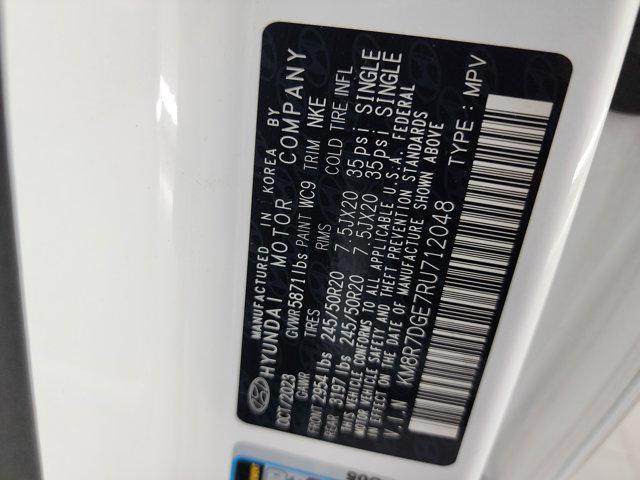 MANUFACTURED IN KOREA BY
HYUNDAI MOTOR COMPANY
OCT/2023 GVWR5871lbs PAINT WC9 TRIM NKE
GAWR TIRES RIMS COLD TIRE INFL
FRONT 2954 lbs 245/50R20 7.5JX20 35psi SINGLE
REAR 3197 lbs 245/50R20 7.5JX20 35psi SINGLE
THIS VEHICLE CONFORMS TO ALL APPLICABLE U.S.A. FEDERAL
MOTOR VEHICLE SAFETY AND THEFT PREVENTION STANDARDS
IN EFFECT ON THE DATE OF MANUFACTURE SHOWN ABOVE
V.I.N KM8R7DGE7RU712048 TYPE : MPV